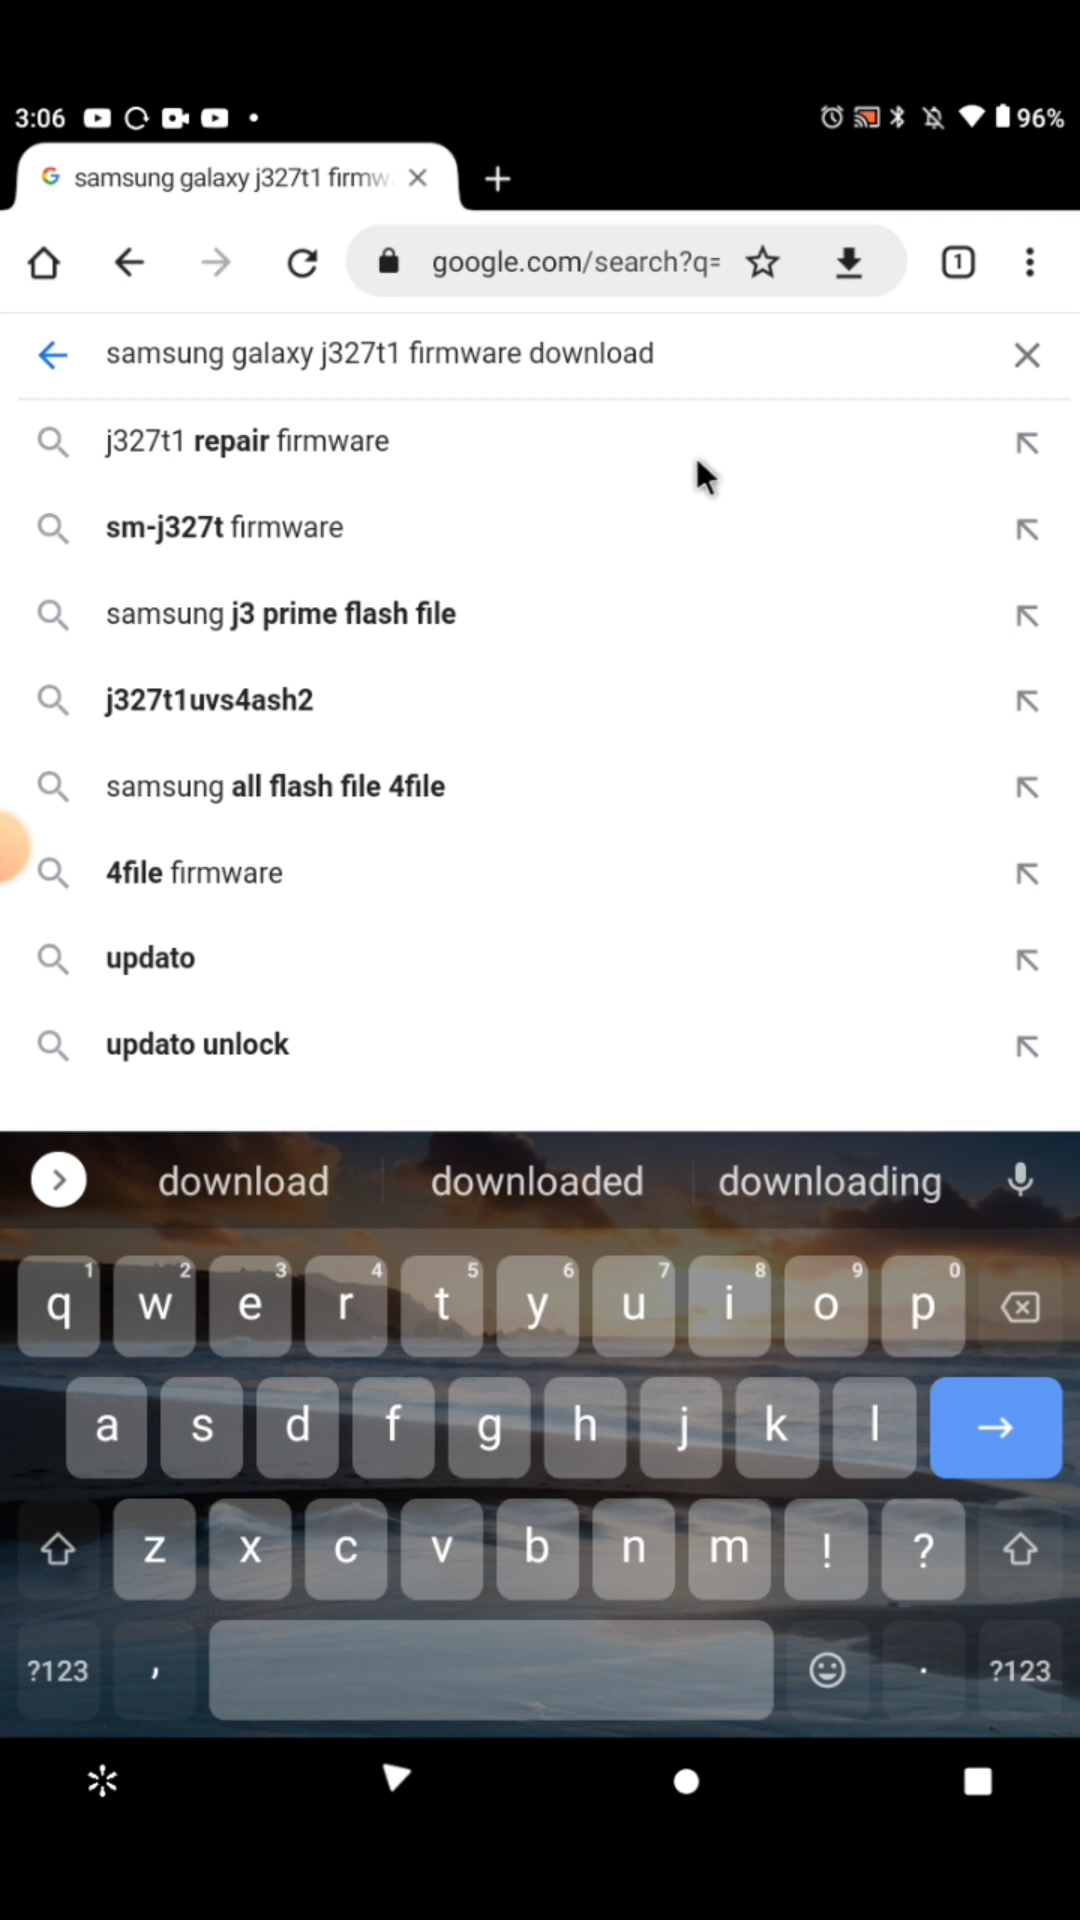 3:06 96%
samsung galaxy j327t1 firmw
google.com/search?q=
1
samsung galaxy j327t1 firmware download
j327t1 repair firmware
sm-j327t firmware
samsung j3 prime flash file
j327t1uvs4ash2
samsung all flash file 4file
4file firmware
updato
updato unlock
download downloaded downloading
1 2 3 4 5 6 7 8 9 0
q w e r t y u i o p
a s d f g h j k l
z x c v b n m ! ?
?123 , . ?123